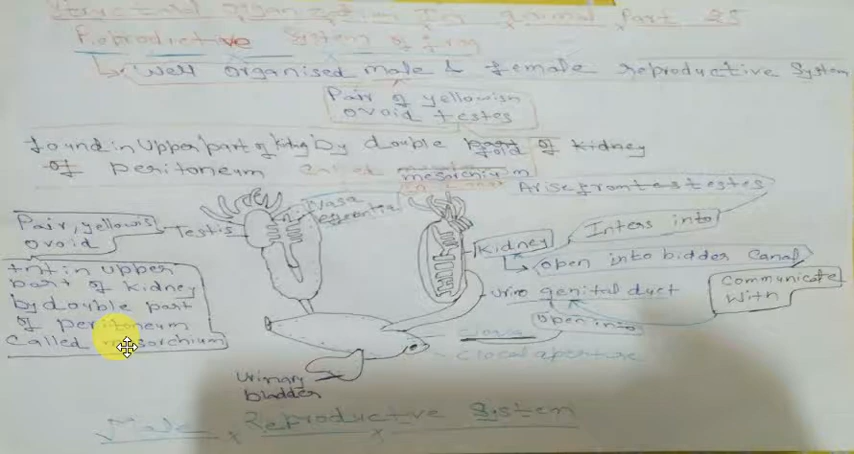 Structural organization In animal Part 25
Reproductive System of frog
Well organised male & female reproductive System
Pair of yellowish
ovoid testes
found in Upper part of kidney by double fold of kidney
of peritoneum called mesorchium
Arise from testes
Vasa
efferentia
Pair, yellowish
ovoid
Testis
Inters into
Kidney
open into bidder Canal
in upper
part of kidney
by double part
of peritoneum
called mesorchium
Urino genital duct
Communicate
with
cloaca
Open into
clocal aperture
Urinary
bladder
Male Reproductive System